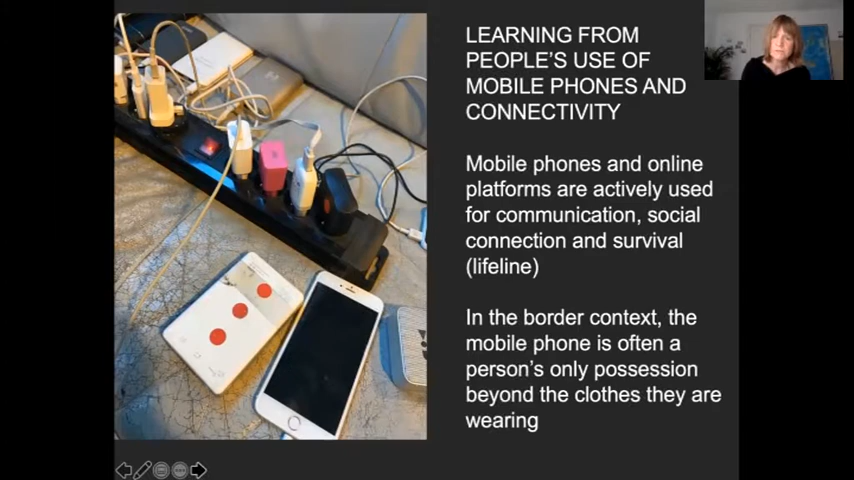 LEARNING FROM
PEOPLE'S USE OF
MOBILE PHONES AND
CONNECTIVITY
Mobile phones and online
platforms are actively used
for communication, social
connection and survival
(lifeline)
In the border context, the
mobile phone is often a
person's only possession
beyond the clothes they are
wearing